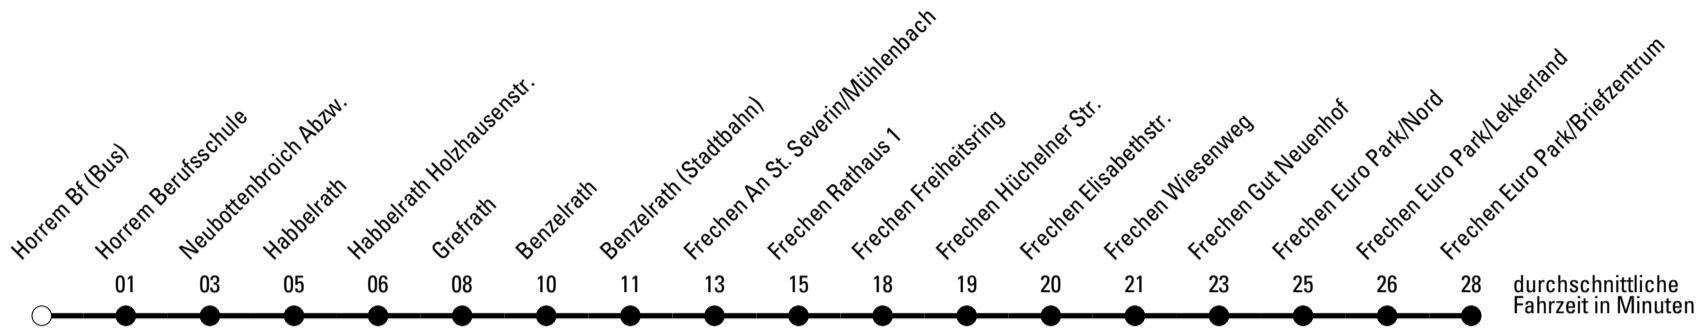 Horrem Bf (Bus)
Horrem Berufsschule
Neubottenbroich Abzw.
Habbelrath
Habbelrath Holzhausenstr.
Grefrath
Benzelrath
Benzelrath (Stadtbahn)
Frechen An St. Severin/Mühlenbach
Frechen Rathaus 1
Frechen Freiheitsring
Frechen Hüchelner Str.
Frechen Elisabethstr.
Frechen Wiesenweg
Frechen Gut Neuenhof
Frechen Euro Park/Nord
Frechen Euro Park/Lekkerland
Frechen Euro Park/Briefzentrum
01 03 05 06 08 10 11 13 15 18 19 20 21 23 25 26 28 durchschnittliche
Fahrzeit in Minuten